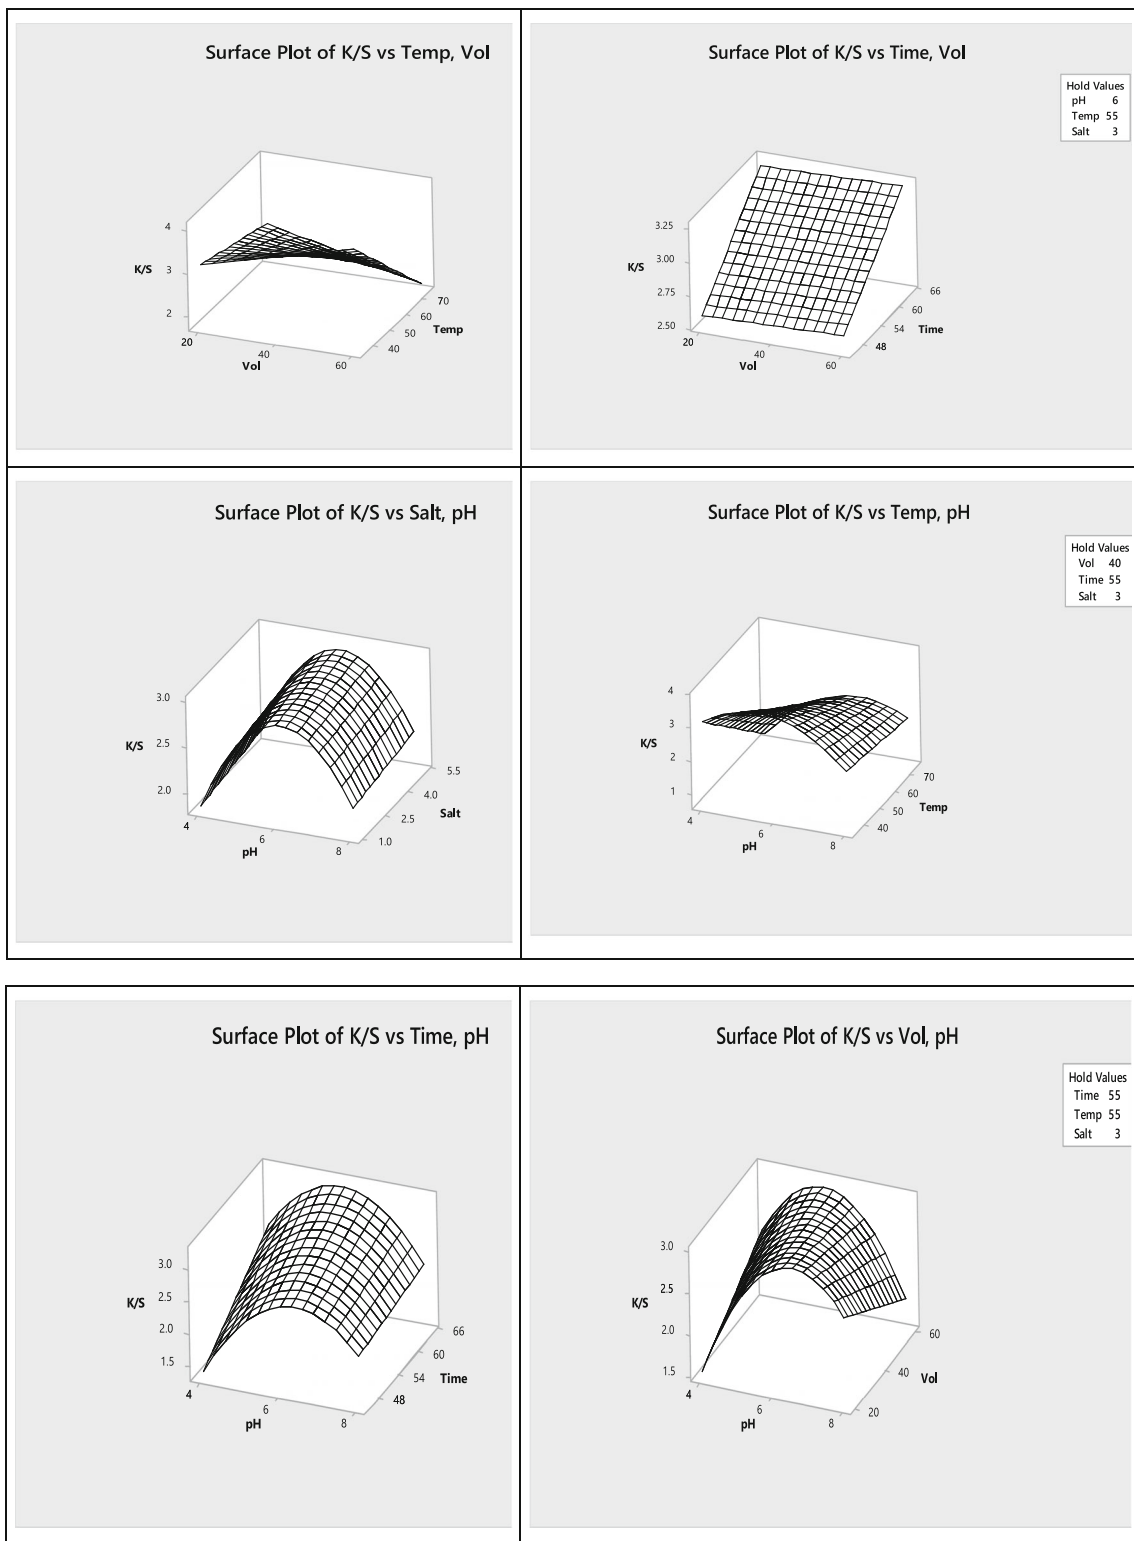 Surface Plot of K/S vs Temp, Vol
4
K/S 3
2
20
40
60
Vol
40
50
60
70
Temp
Surface Plot of K/S vs Time, Vol
Hold Values
pH 6
Temp 55
Salt 3
3.25
3.00
K/S
2.75
2.50
20
40
60
Vol
48
54
60
66
Time
Surface Plot of K/S vs Salt, pH
3.0
K/S 2.5
2.0
4
6
8
pH
1.0
2.5
4.0
5.5
Salt
Surface Plot of K/S vs Temp, pH
Hold Values
Vol 40
Time 55
Salt 3
4
3
K/S
2
1
4
6
8
pH
40
50
60
70
Temp
Surface Plot of K/S vs Time, pH
3.0
K/S 2.5
2.0
1.5
4
6
8
pH
48
54
60
66
Time
Surface Plot of K/S vs Vol, pH
Hold Values
Time 55
Temp 55
Salt 3
3.0
K/S 2.5
2.0
1.5
4
6
8
pH
20
40
60
Vol